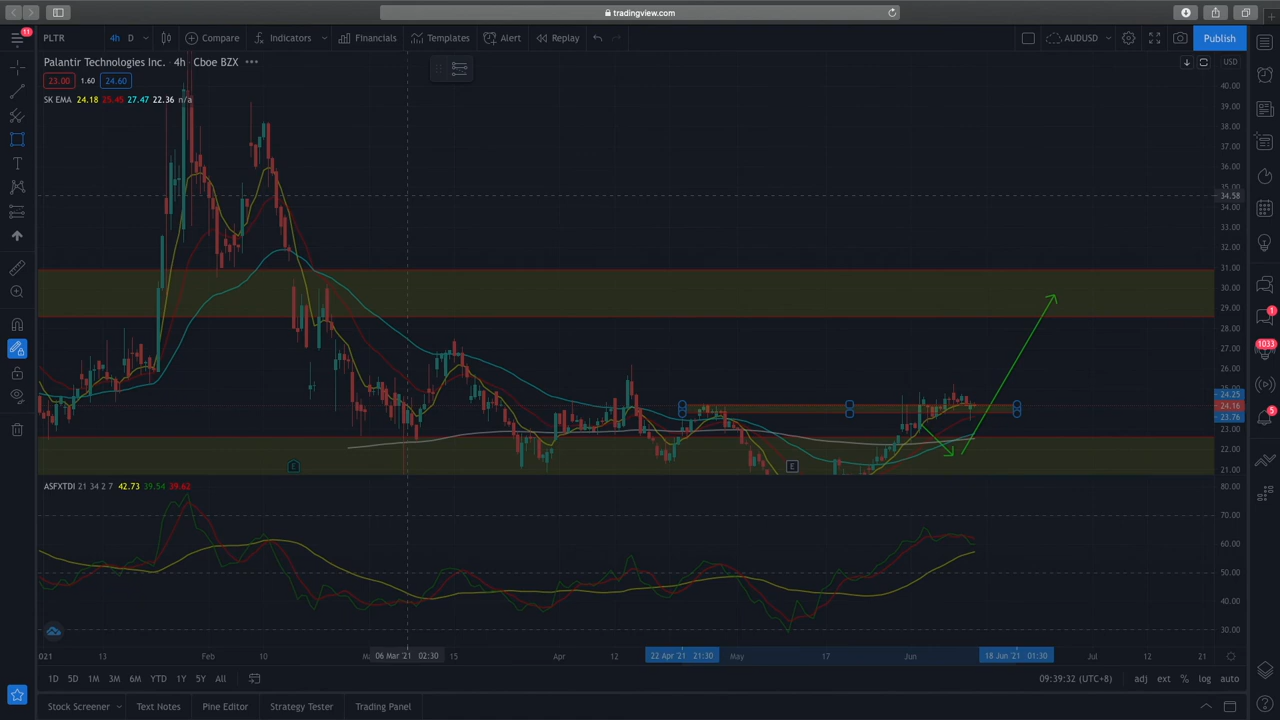 tradingview.com
11
PLTR 4h D Compare Indicators Financials Templates Alert Replay AUDUSD Publish
Palantir Technologies Inc. · 4h · Cboe BZX
USD
23.00 1.60 24.60
SK EMA 24.18 25.45 27.47 22.36 n/a
40.00
39.00
38.00
37.00
36.00
35.00
34.58
34.00
33.00
32.00
31.00
30.00
29.00
28.00
27.00
26.00
25.00
24.25
24.16
23.76
23.00
22.00
21.00
E
E
ASFXTDI 21 34 2 7 42.73 39.54 39.62
80.00
70.00
60.00
50.00
40.00
30.00
1
1033
5
021 13 Feb 10 06 Mar '21 02:30 15 Apr 12 22 Apr '21 21:30 May 17 Jun 18 Jun '21 01:30 Jul 12 21
1D 5D 1M 3M 6M YTD 1Y 5Y All 09:39:32 (UTC+8) adj ext % log auto
Stock Screener Text Notes Pine Editor Strategy Tester Trading Panel